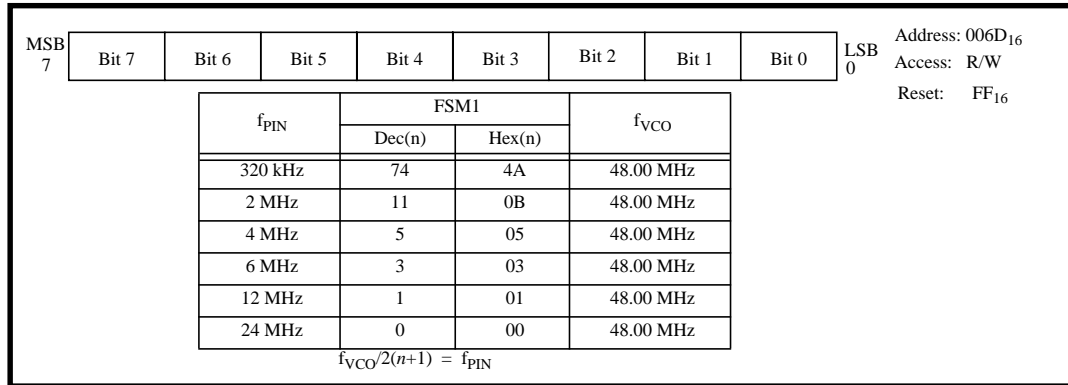 MSB
7
Bit 7 Bit 6 Bit 5 Bit 4 Bit 3 Bit 2 Bit 1 Bit 0
LSB
0
Address: 006D16
Access: R/W
Reset: FF16
fPIN FSM1 fVCO
Dec(n) Hex(n)
320 kHz 74 4A 48.00 MHz
2 MHz 11 0B 48.00 MHz
4 MHz 5 05 48.00 MHz
6 MHz 3 03 48.00 MHz
12 MHz 1 01 48.00 MHz
24 MHz 0 00 48.00 MHz
fVCO/2(n+1) = fPIN